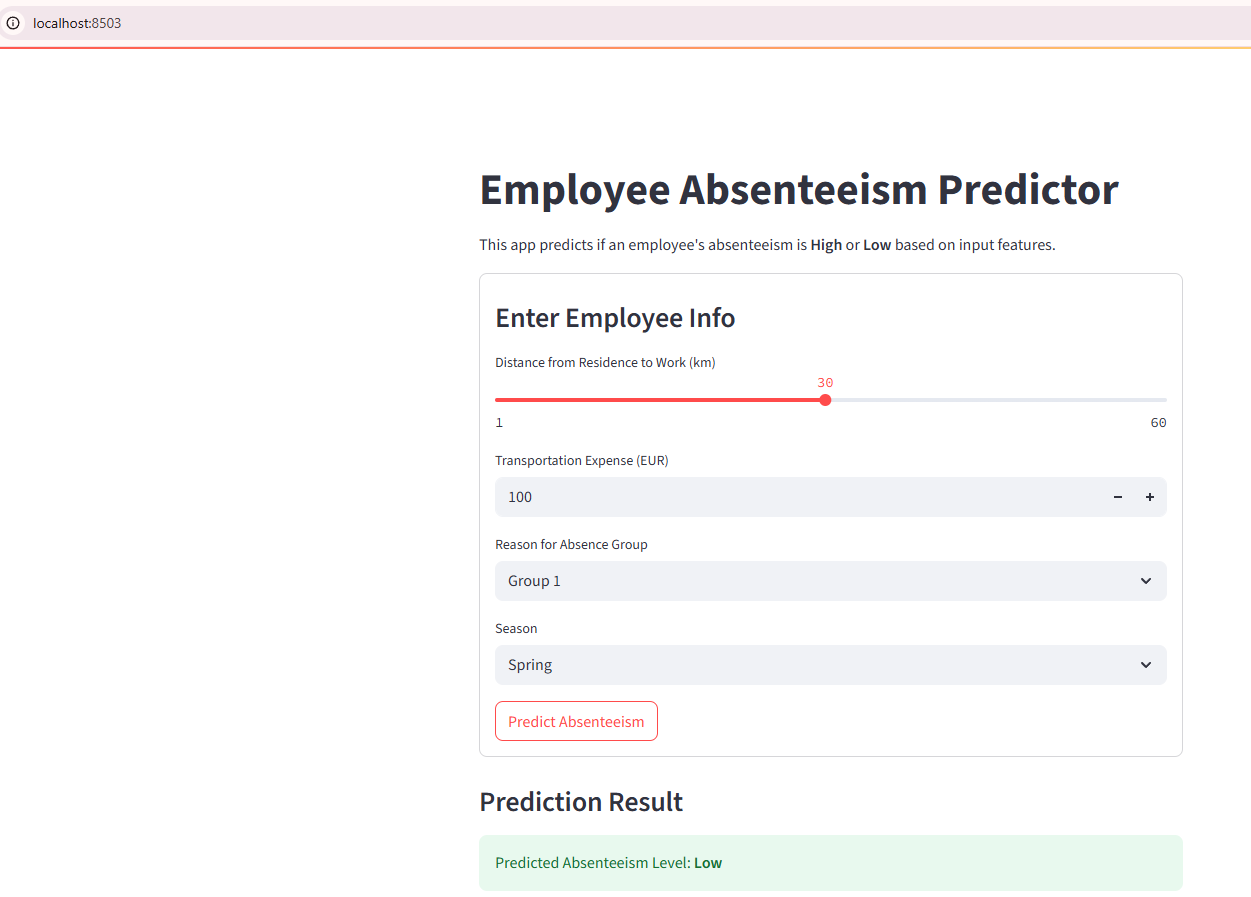 localhost:8503
Employee Absenteeism Predictor
This app predicts if an employee's absenteeism is High or Low based on input features.
Enter Employee Info
Distance from Residence to Work (km)
30
1 60
Transportation Expense (EUR)
100 − +
Reason for Absence Group
Group 1
Season
Spring
Predict Absenteeism
Prediction Result
Predicted Absenteeism Level: Low